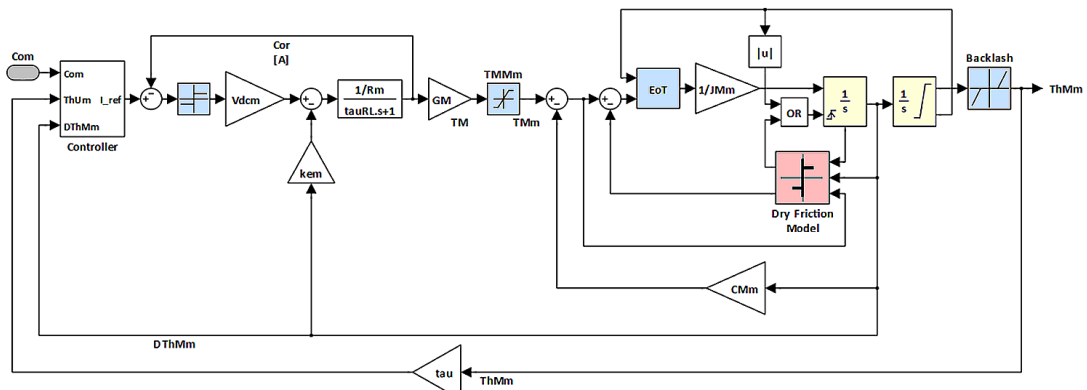 Com
Com
ThUm
I_ref
DThMm
Controller
Cor
[A]
Vdcm
1/Rm
tauRL.s+1
GM
TM
TMMm
TMm
kem
|u|
EoT
1/JMm
OR
1
s
1
s
Backlash
ThMm
Dry Friction
Model
CMm
DThMm
tau
ThMm